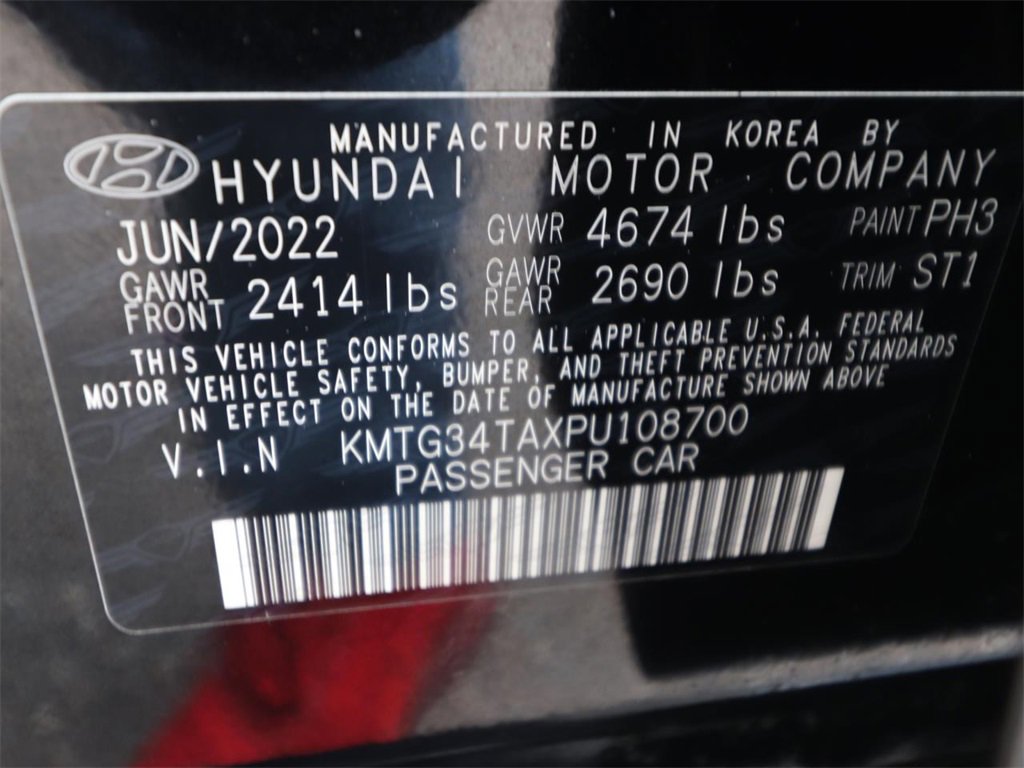 MANUFACTURED IN KOREA BY
HYUNDAI MOTOR COMPANY
JUN/2022 GVWR 4674 lbs PAINT PH3
GAWR FRONT 2414 lbs GAWR REAR 2690 lbs TRIM ST1
THIS VEHICLE CONFORMS TO ALL APPLICABLE U.S.A. FEDERAL
MOTOR VEHICLE SAFETY, BUMPER, AND THEFT PREVENTION STANDARDS
IN EFFECT ON THE DATE OF MANUFACTURE SHOWN ABOVE
V.I.N KMTG34TAXPU108700
PASSENGER CAR